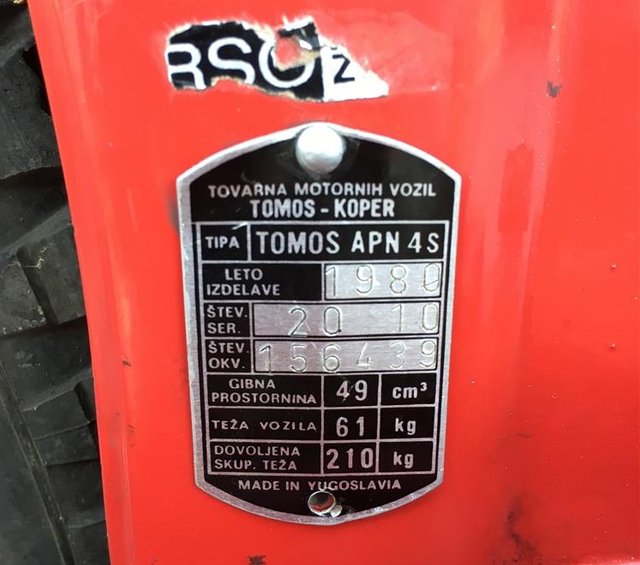 RSO
Z
TOVARNA MOTORNIH VOZIL
TOMOS - KOPER
TIPA TOMOS APN 4S
LETO IZDELAVE 1980
ŠTEV. SER. 20 10
ŠTEV. OKV. 156439
GIBNA PROSTORNINA 49 cm³
TEŽA VOZILA 61 kg
DOVOLJENA SKUP. TEŽA 210 kg
MADE IN YUGOSLAVIA